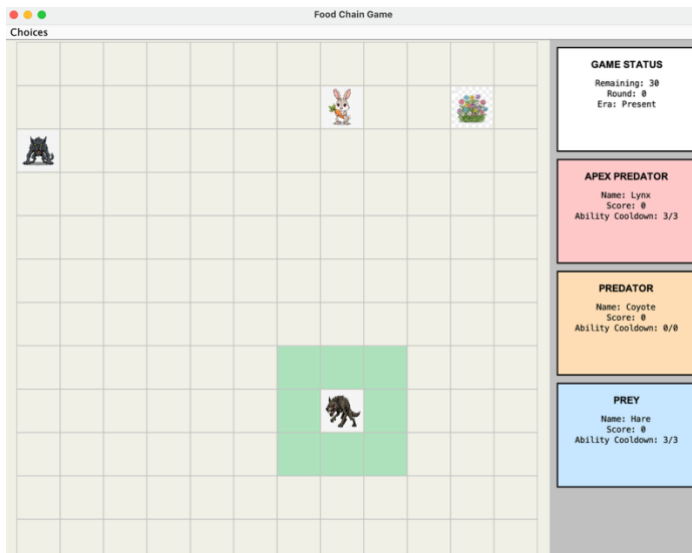 Food Chain Game
Choices
GAME STATUS
Remaining: 30
Round: 0
Era: Present
APEX PREDATOR
Name: Lynx
Score: 0
Ability Cooldown: 3/3
PREDATOR
Name: Coyote
Score: 0
Ability Cooldown: 0/0
PREY
Name: Hare
Score: 0
Ability Cooldown: 3/3